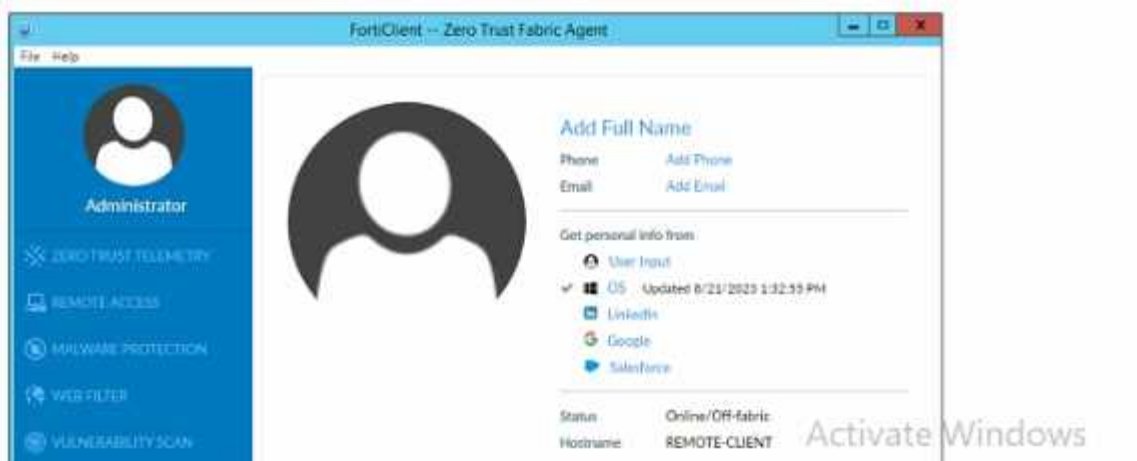 FortiClient -- Zero Trust Fabric Agent
File Help
Administrator
ZERO TRUST TELEMETRY
REMOTE ACCESS
MALWARE PROTECTION
WEB FILTER
VULNERABILITY SCAN
Add Full Name
Phone Add Phone
Email Add Email
Get personal info from
User Input
OS Updated 8/21/2023 1:32:55 PM
LinkedIn
Google
Salesforce
Status Online/Off-fabric
Hostname REMOTE-CLIENT
Activate Windows